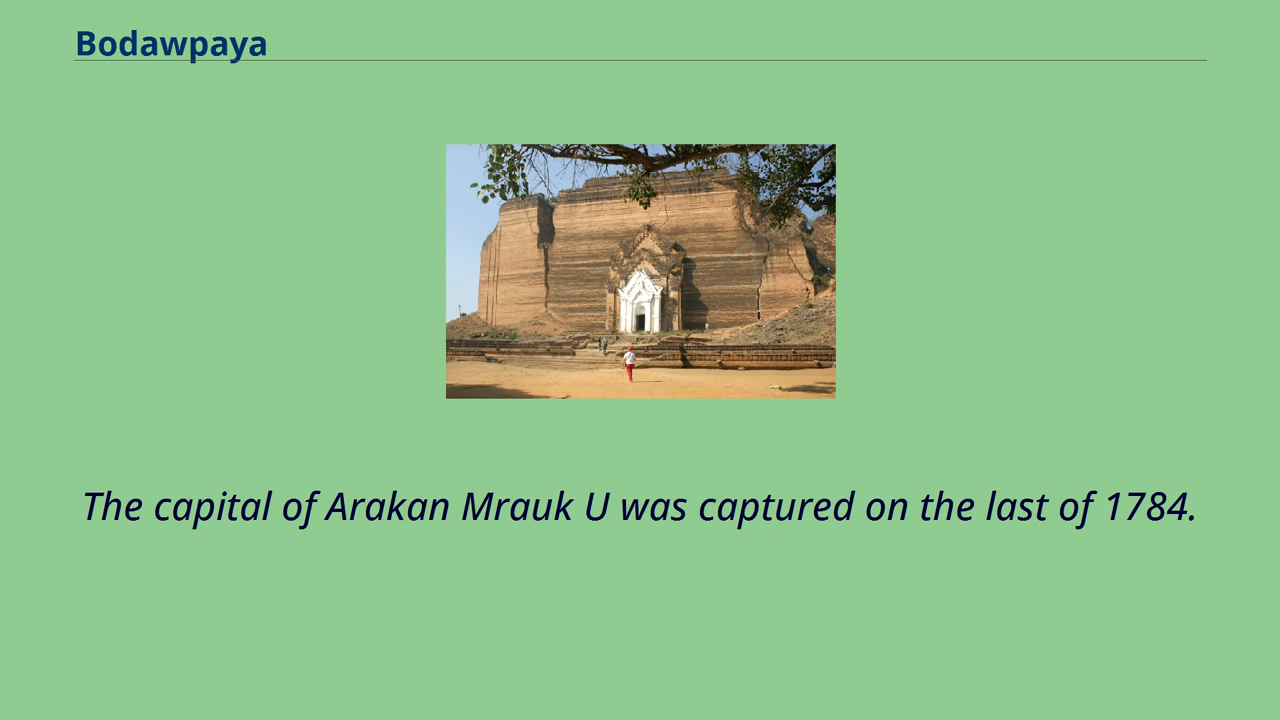 Bodawpaya
The capital of Arakan Mrauk U was captured on the last of 1784.